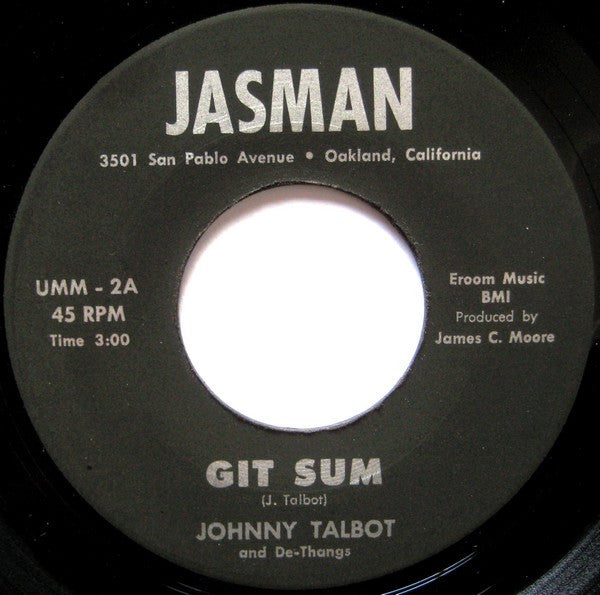 JASMAN
3501 San Pablo Avenue • Oakland, California
UMM - 2A
45 RPM
Time 3:00
Eroom Music
BMI
Produced by
James C. Moore
GIT SUM
(J. Talbot)
JOHNNY TALBOT
and De-Thangs